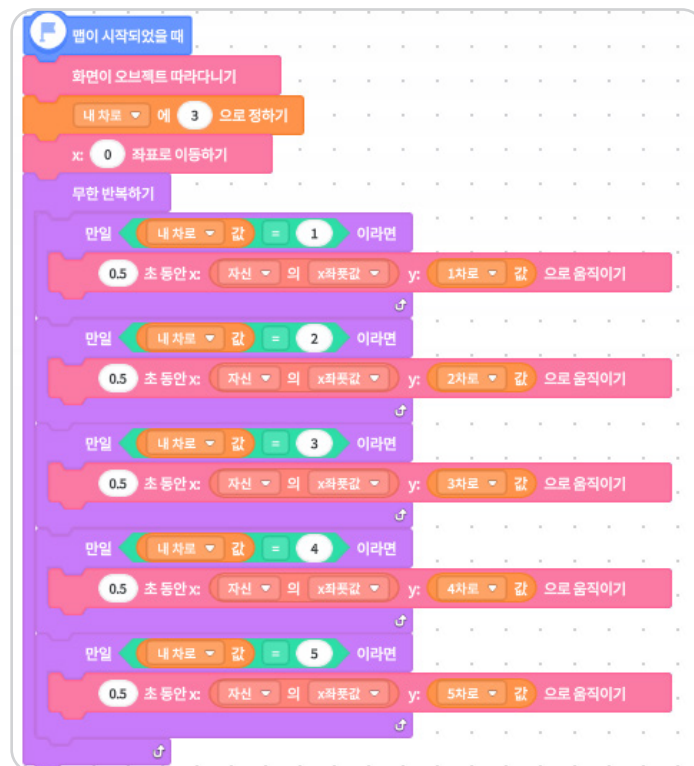 맵이 시작되었을 때
화면이 오브젝트 따라다니기
내 차로 에 3 으로 정하기
x: 0 좌표로 이동하기
무한 반복하기
만일 내 차로 값 = 1 이라면
0.5 초 동안 x: 자신 의 x좌푯값 y: 1차로 값 으로 움직이기
만일 내 차로 값 = 2 이라면
0.5 초 동안 x: 자신 의 x좌푯값 y: 2차로 값 으로 움직이기
만일 내 차로 값 = 3 이라면
0.5 초 동안 x: 자신 의 x좌푯값 y: 3차로 값 으로 움직이기
만일 내 차로 값 = 4 이라면
0.5 초 동안 x: 자신 의 x좌푯값 y: 4차로 값 으로 움직이기
만일 내 차로 값 = 5 이라면
0.5 초 동안 x: 자신 의 x좌푯값 y: 5차로 값 으로 움직이기